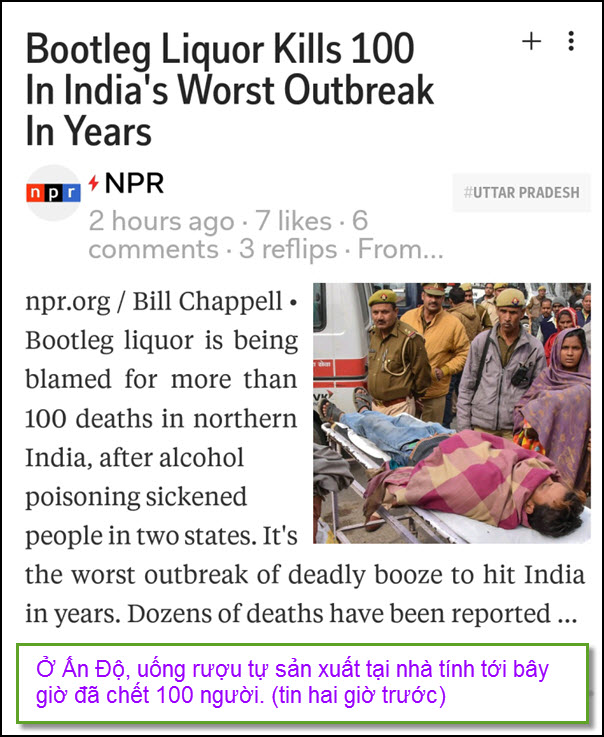 Bootleg Liquor Kills 100
In India's Worst Outbreak
In Years
npr NPR
#UTTAR PRADESH
2 hours ago · 7 likes · 6
comments · 3 reflips · From...
npr.org / Bill Chappell •
Bootleg liquor is being
blamed for more than
100 deaths in northern
India, after alcohol
poisoning sickened
people in two states. It's
the worst outbreak of deadly booze to hit India
in years. Dozens of deaths have been reported ...
Ở Ấn Độ, uống rượu tự sản xuất tại nhà tính tới bây
giờ đã chết 100 người. (tin hai giờ trước)